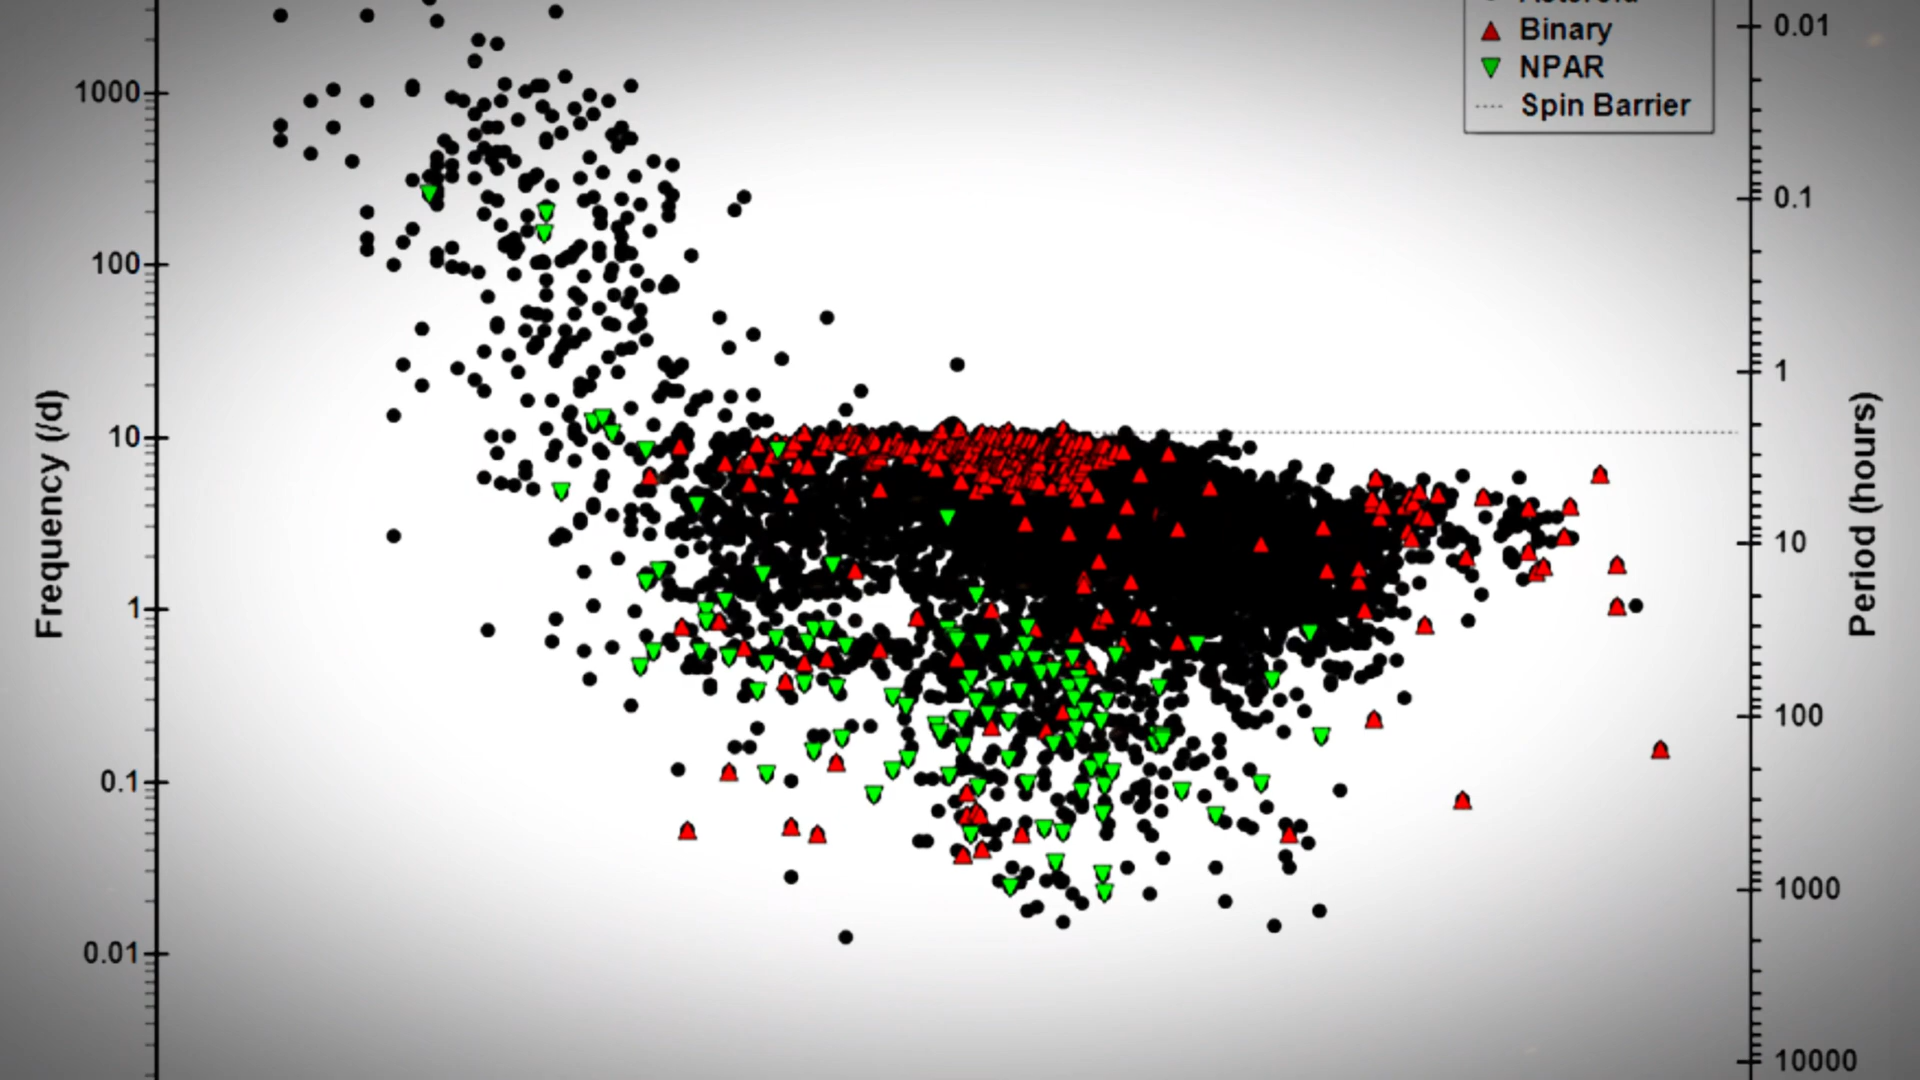 Asteroid
Binary
NPAR
Spin Barrier
Frequency (/d)
1000
100
10
1
0.1
0.01
0.01
0.1
1
10
100
1000
10000
Period (hours)